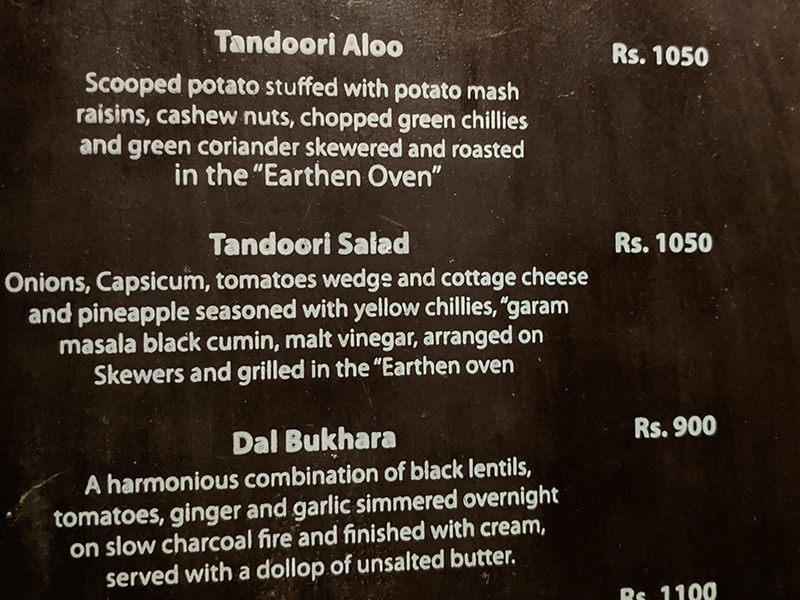 Tandoori Aloo Rs. 1050
Scooped potato stuffed with potato mash
raisins, cashew nuts, chopped green chillies
and green coriander skewered and roasted
in the "Earthen Oven"
Tandoori Salad Rs. 1050
Onions, Capsicum, tomatoes wedge and cottage cheese
and pineapple seasoned with yellow chillies, "garam
masala black cumin, malt vinegar, arranged on
Skewers and grilled in the "Earthen oven
Dal Bukhara Rs. 900
A harmonious combination of black lentils,
tomatoes, ginger and garlic simmered overnight
on slow charcoal fire and finished with cream,
served with a dollop of unsalted butter.
Rs. 1100